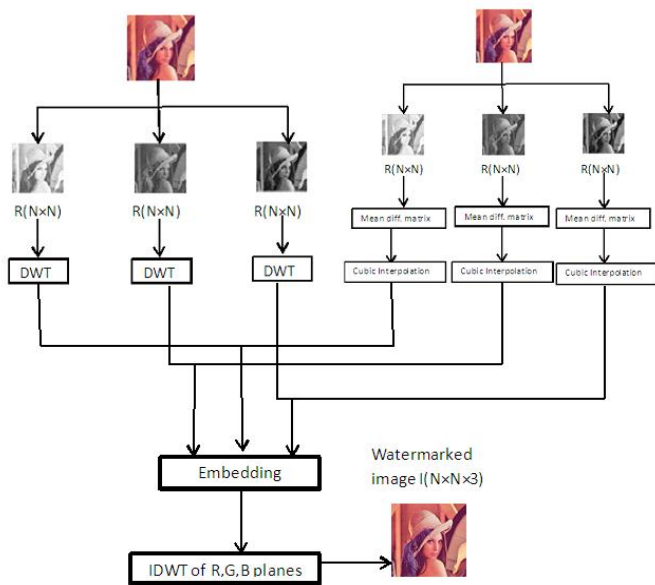 R(N×N)
R(N×N)
R(N×N)
R(N×N)
R(N×N)
R(N×N)
Mean diff. matrix
Mean diff. matrix
Mean diff. matrix
DWT
DWT
DWT
Cubic Interpolation
Cubic Interpolation
Cubic Interpolation
Embedding
Watermarked
image I(N×N×3)
IDWT of R,G,B planes